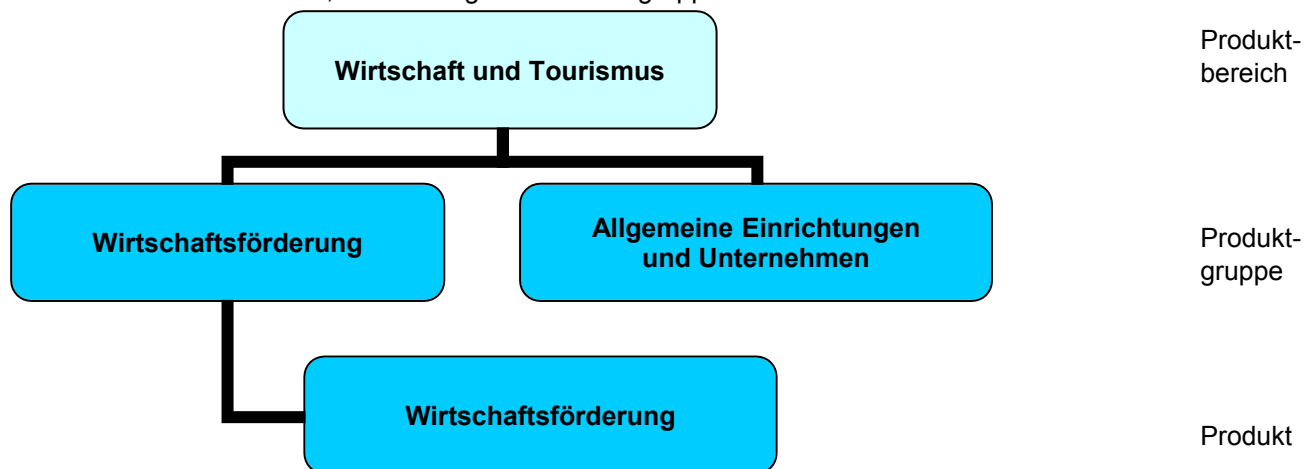 Wirtschaft und Tourismus
Produkt-
bereich
Wirtschaftsförderung
Allgemeine Einrichtungen
und Unternehmen
Produkt-
gruppe
Wirtschaftsförderung
Produkt